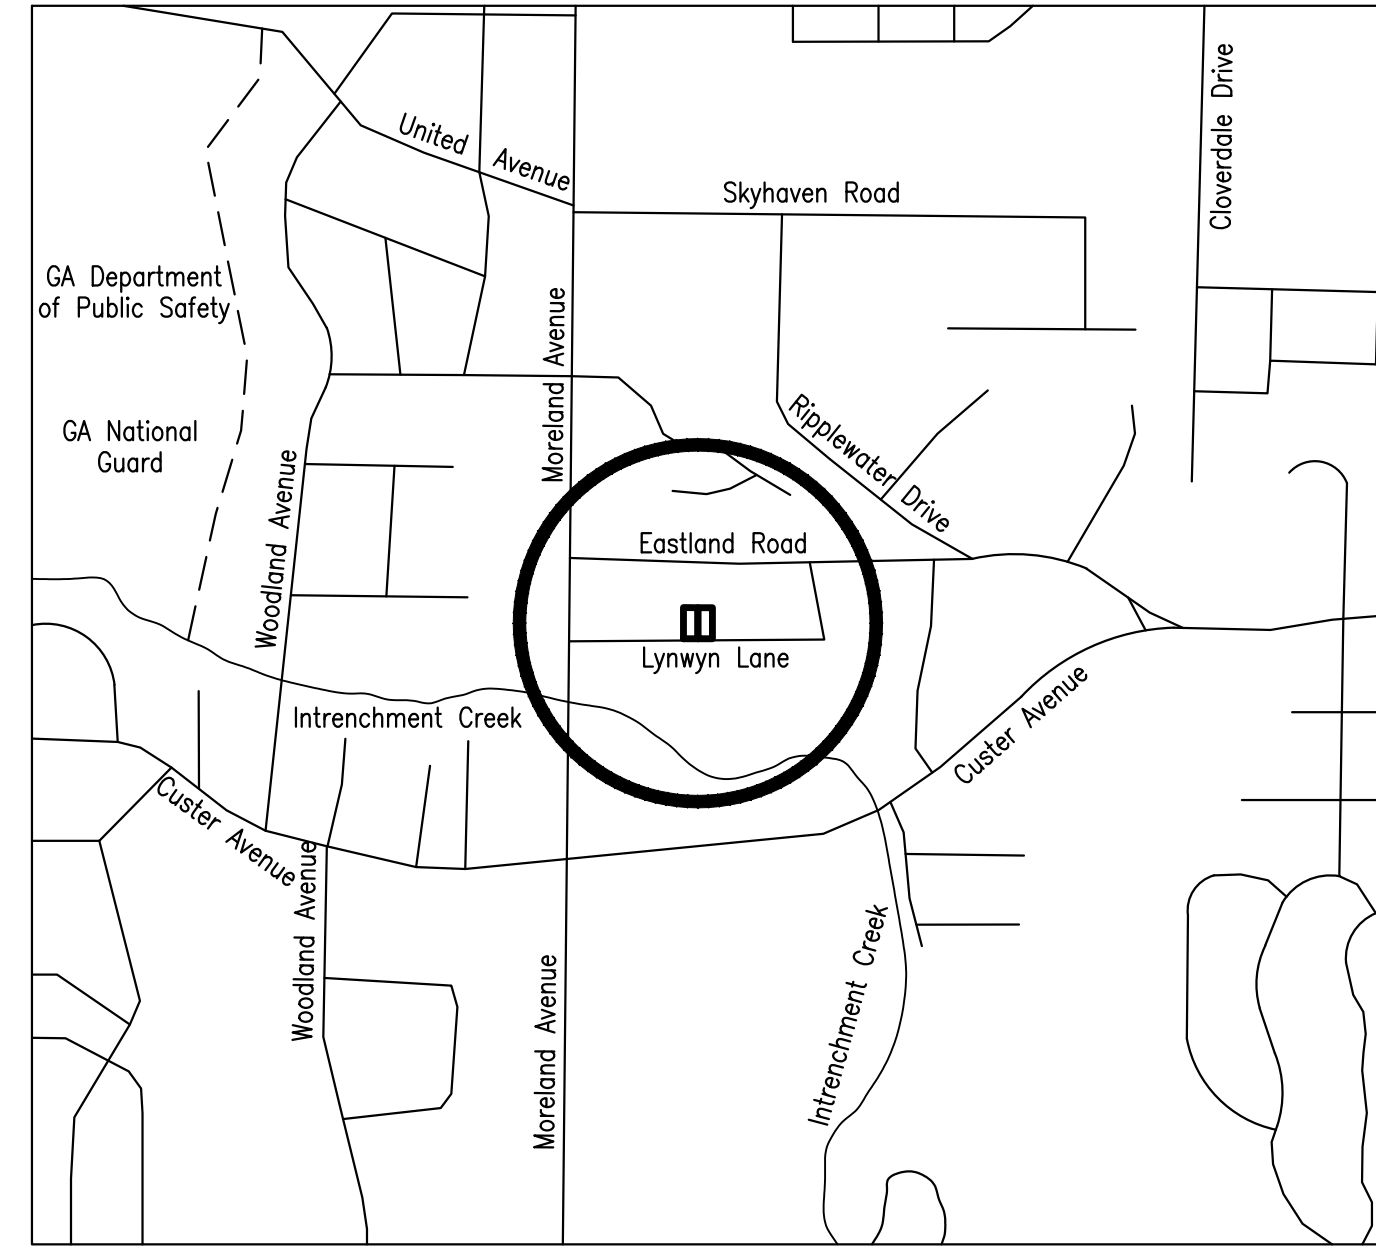 United Avenue
Cloverdale Drive
Skyhaven Road
GA Department
of Public Safety
Moreland Avenue
GA National
Guard
Ripplewater Drive
Woodland Avenue
Eastland Road
Lynwyn Lane
Intrenchment Creek
Custer Avenue
Custer Avenue
Woodland Avenue
Moreland Avenue
Intrenchment Creek